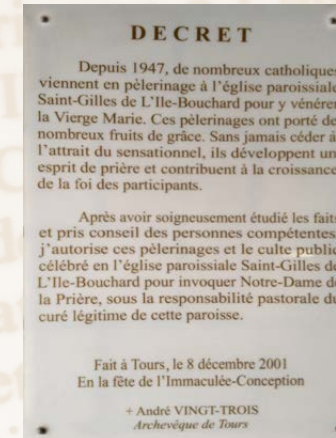 DECRET
Depuis 1947, de nombreux catholiques
viennent en pèlerinage à l'église paroissiale
Saint-Gilles de L'Ile-Bouchard pour y vénérer
la Vierge Marie. Ces pèlerinages ont porté de
nombreux fruits de grâce. Sans jamais céder à
l'attrait du sensationnel, ils développent un
esprit de prière et contribuent à la croissance
de la foi des participants.
Après avoir soigneusement étudié les faits
et pris conseil des personnes compétentes,
j'autorise ces pèlerinages et le culte public
célébré en l'église paroissiale Saint-Gilles de
L'Ile-Bouchard pour invoquer Notre-Dame de
la Prière, sous la responsabilité pastorale du
curé légitime de cette paroisse.
Fait à Tours, le 8 décembre 2001
En la fête de l'Immaculée-Conception
+ André VINGT-TROIS
Archevêque de Tours